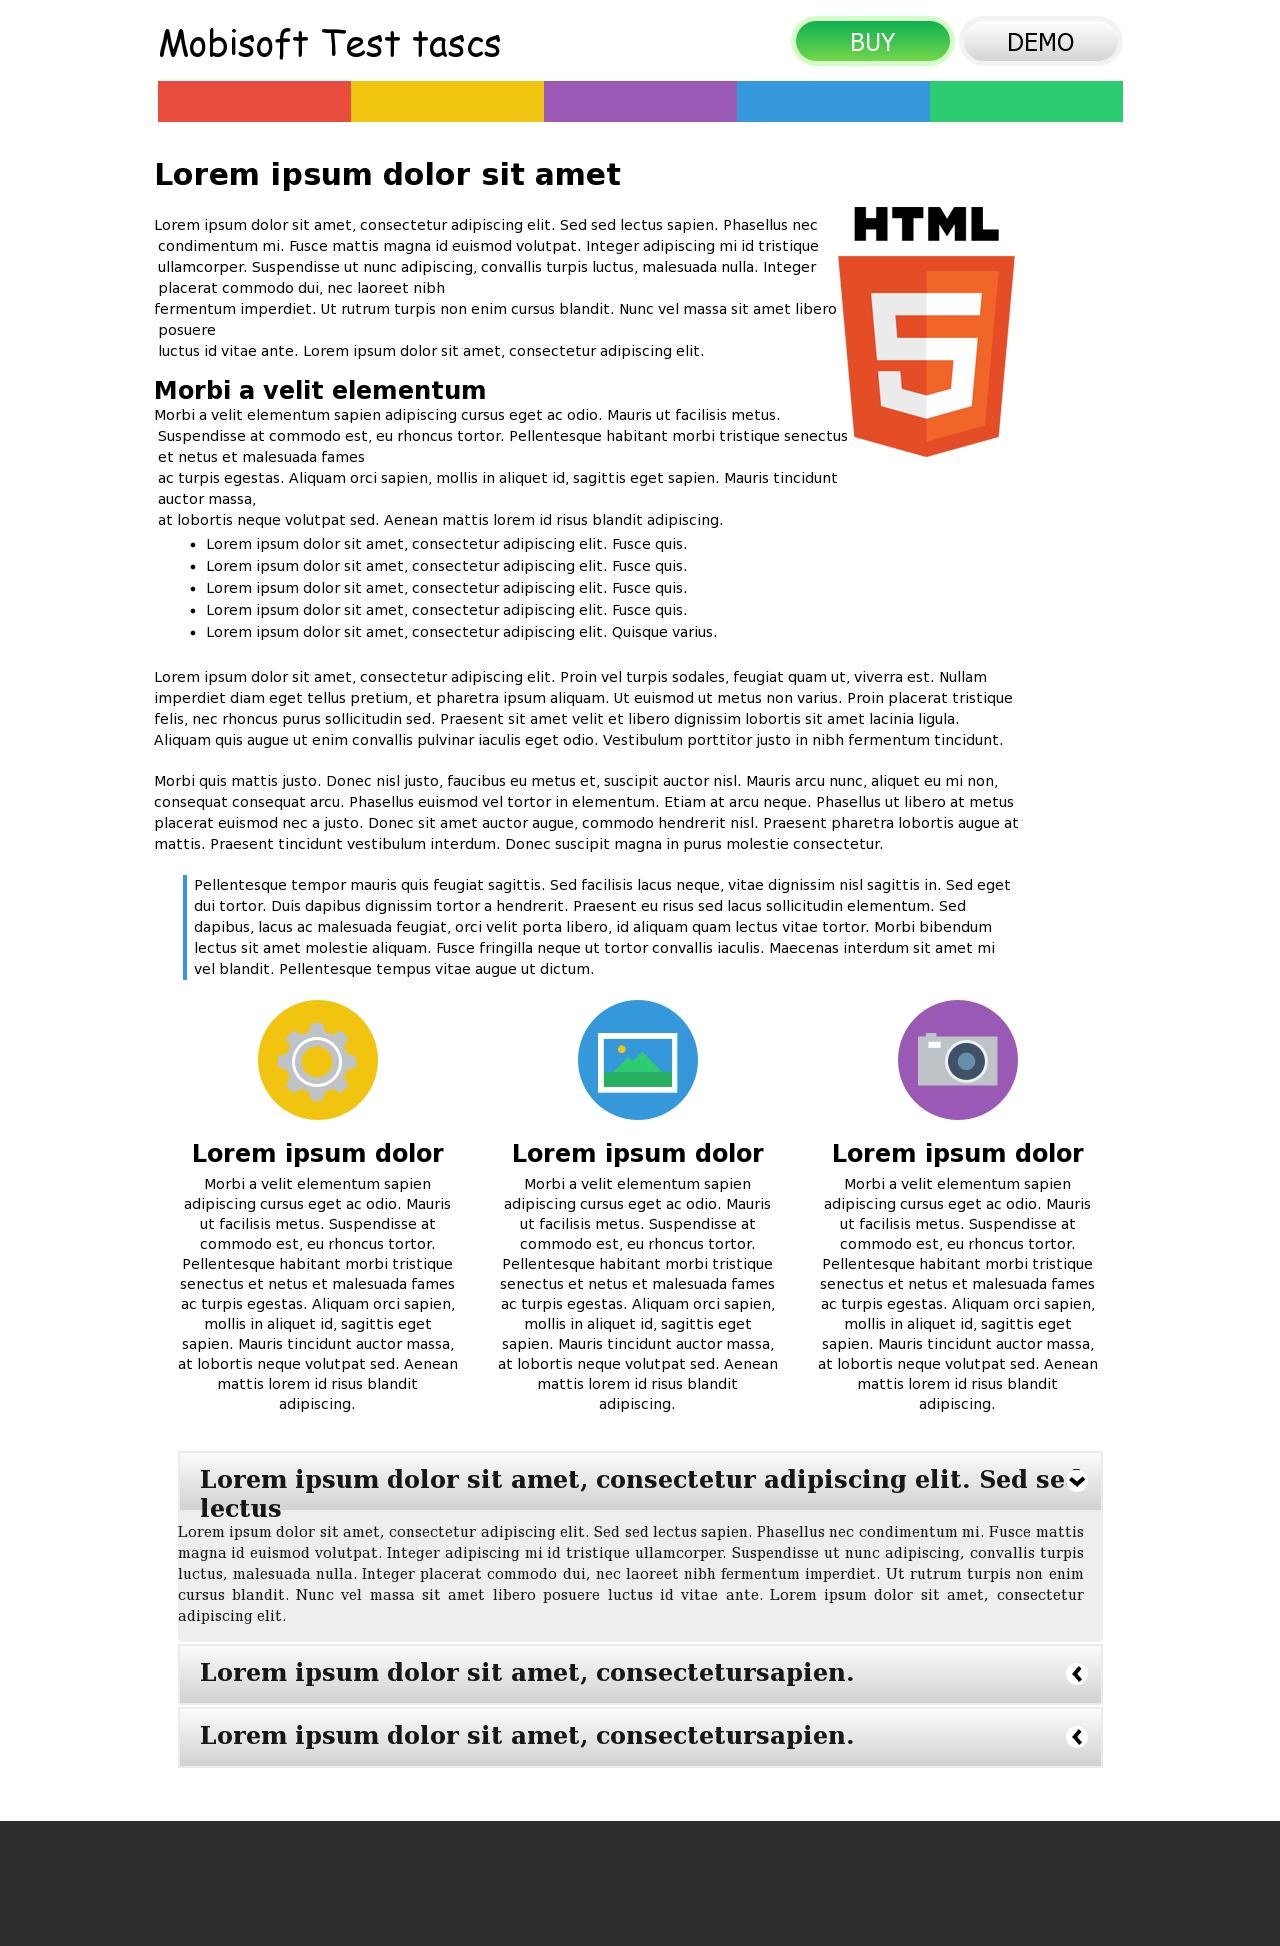 Mobisoft Test tascs
BUY
DEMO
Lorem ipsum dolor sit amet
Lorem ipsum dolor sit amet, consectetur adipiscing elit. Sed sed lectus sapien. Phasellus nec
condimentum mi. Fusce mattis magna id euismod volutpat. Integer adipiscing mi id tristique
ullamcorper. Suspendisse ut nunc adipiscing, convallis turpis luctus, malesuada nulla. Integer
placerat commodo dui, nec laoreet nibh
fermentum imperdiet. Ut rutrum turpis non enim cursus blandit. Nunc vel massa sit amet libero
posuere
luctus id vitae ante. Lorem ipsum dolor sit amet, consectetur adipiscing elit.
HTML
5
Morbi a velit elementum
Morbi a velit elementum sapien adipiscing cursus eget ac odio. Mauris ut facilisis metus.
Suspendisse at commodo est, eu rhoncus tortor. Pellentesque habitant morbi tristique senectus
et netus et malesuada fames
ac turpis egestas. Aliquam orci sapien, mollis in aliquet id, sagittis eget sapien. Mauris tincidunt
auctor massa,
at lobortis neque volutpat sed. Aenean mattis lorem id risus blandit adipiscing.
• Lorem ipsum dolor sit amet, consectetur adipiscing elit. Fusce quis.
• Lorem ipsum dolor sit amet, consectetur adipiscing elit. Fusce quis.
• Lorem ipsum dolor sit amet, consectetur adipiscing elit. Fusce quis.
• Lorem ipsum dolor sit amet, consectetur adipiscing elit. Fusce quis.
• Lorem ipsum dolor sit amet, consectetur adipiscing elit. Quisque varius.
Lorem ipsum dolor sit amet, consectetur adipiscing elit. Proin vel turpis sodales, feugiat quam ut, viverra est. Nullam
imperdiet diam eget tellus pretium, et pharetra ipsum aliquam. Ut euismod ut metus non varius. Proin placerat tristique
felis, nec rhoncus purus sollicitudin sed. Praesent sit amet velit et libero dignissim lobortis sit amet lacinia ligula.
Aliquam quis augue ut enim convallis pulvinar iaculis eget odio. Vestibulum porttitor justo in nibh fermentum tincidunt.
Morbi quis mattis justo. Donec nisl justo, faucibus eu metus et, suscipit auctor nisl. Mauris arcu nunc, aliquet eu mi non,
consequat consequat arcu. Phasellus euismod vel tortor in elementum. Etiam at arcu neque. Phasellus ut libero at metus
placerat euismod nec a justo. Donec sit amet auctor augue, commodo hendrerit nisl. Praesent pharetra lobortis augue at
mattis. Praesent tincidunt vestibulum interdum. Donec suscipit magna in purus molestie consectetur.
Pellentesque tempor mauris quis feugiat sagittis. Sed facilisis lacus neque, vitae dignissim nisl sagittis in. Sed eget
dui tortor. Duis dapibus dignissim tortor a hendrerit. Praesent eu risus sed lacus sollicitudin elementum. Sed
dapibus, lacus ac malesuada feugiat, orci velit porta libero, id aliquam quam lectus vitae tortor. Morbi bibendum
lectus sit amet molestie aliquam. Fusce fringilla neque ut tortor convallis iaculis. Maecenas interdum sit amet mi
vel blandit. Pellentesque tempus vitae augue ut dictum.
Lorem ipsum dolor
Morbi a velit elementum sapien
adipiscing cursus eget ac odio. Mauris
ut facilisis metus. Suspendisse at
commodo est, eu rhoncus tortor.
Pellentesque habitant morbi tristique
senectus et netus et malesuada fames
ac turpis egestas. Aliquam orci sapien,
mollis in aliquet id, sagittis eget
sapien. Mauris tincidunt auctor massa,
at lobortis neque volutpat sed. Aenean
mattis lorem id risus blandit
adipiscing.
Lorem ipsum dolor
Morbi a velit elementum sapien
adipiscing cursus eget ac odio. Mauris
ut facilisis metus. Suspendisse at
commodo est, eu rhoncus tortor.
Pellentesque habitant morbi tristique
senectus et netus et malesuada fames
ac turpis egestas. Aliquam orci sapien,
mollis in aliquet id, sagittis eget
sapien. Mauris tincidunt auctor massa,
at lobortis neque volutpat sed. Aenean
mattis lorem id risus blandit
adipiscing.
Lorem ipsum dolor
Morbi a velit elementum sapien
adipiscing cursus eget ac odio. Mauris
ut facilisis metus. Suspendisse at
commodo est, eu rhoncus tortor.
Pellentesque habitant morbi tristique
senectus et netus et malesuada fames
ac turpis egestas. Aliquam orci sapien,
mollis in aliquet id, sagittis eget
sapien. Mauris tincidunt auctor massa,
at lobortis neque volutpat sed. Aenean
mattis lorem id risus blandit
adipiscing.
Lorem ipsum dolor sit amet, consectetur adipiscing elit. Sed sed
lectus
Lorem ipsum dolor sit amet, consectetur adipiscing elit. Sed sed lectus sapien. Phasellus nec condimentum mi. Fusce mattis
magna id euismod volutpat. Integer adipiscing mi id tristique ullamcorper. Suspendisse ut nunc adipiscing, convallis turpis
luctus, malesuada nulla. Integer placerat commodo dui, nec laoreet nibh fermentum imperdiet. Ut rutrum turpis non enim
cursus blandit. Nunc vel massa sit amet libero posuere luctus id vitae ante. Lorem ipsum dolor sit amet, consectetur
adipiscing elit.
Lorem ipsum dolor sit amet, consectetursapien.
Lorem ipsum dolor sit amet, consectetursapien.